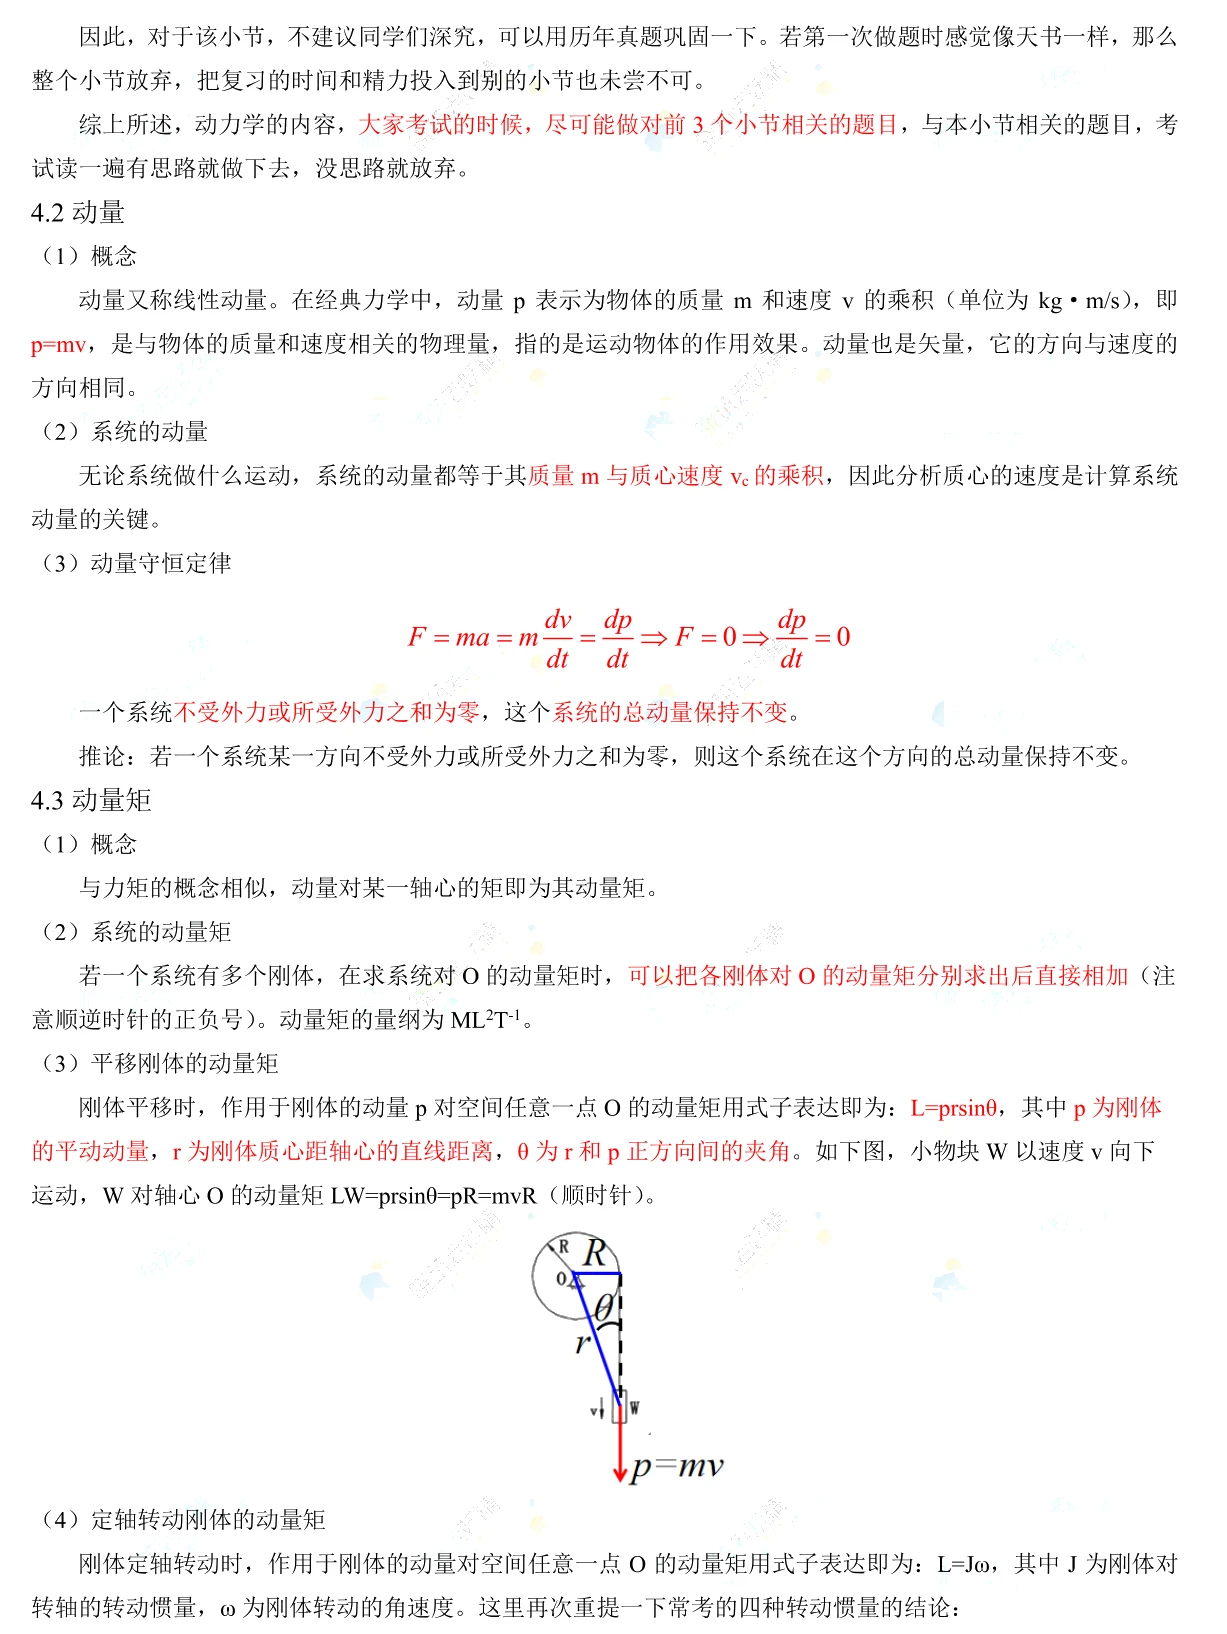 因此，对于该小节，不建议同学们深究，可以用历年真题巩固一下。若第一次做题时感觉像天书一样，那么
整个小节放弃，把复习的时间和精力投入到别的小节也未尝不可。
综上所述，动力学的内容，大家考试的时候，尽可能做对前 3 个小节相关的题目，与本小节相关的题目，考
试读一遍有思路就做下去，没思路就放弃。
4.2 动量
（1）概念
动量又称线性动量。在经典力学中，动量 p 表示为物体的质量 m 和速度 v 的乘积（单位为 kg·m/s），即
p=mv，是与物体的质量和速度相关的物理量，指的是运动物体的作用效果。动量也是矢量，它的方向与速度的
方向相同。
（2）系统的动量
无论系统做什么运动，系统的动量都等于其质量 m 与质心速度 vc 的乘积，因此分析质心的速度是计算系统
动量的关键。
（3）动量守恒定律
F = ma = m dv/dt = dp/dt ⇒ F = 0 ⇒ dp/dt = 0
一个系统不受外力或所受外力之和为零，这个系统的总动量保持不变。
推论：若一个系统某一方向不受外力或所受外力之和为零，则这个系统在这个方向的总动量保持不变。
4.3 动量矩
（1）概念
与力矩的概念相似，动量对某一轴心的矩即为其动量矩。
（2）系统的动量矩
若一个系统有多个刚体，在求系统对 O 的动量矩时，可以把各刚体对 O 的动量矩分别求出后直接相加（注
意顺逆时针的正负号）。动量矩的量纲为 ML²T⁻¹。
（3）平移刚体的动量矩
刚体平移时，作用于刚体的动量 p 对空间任意一点 O 的动量矩用式子表达即为：L=prsinθ，其中 p 为刚体
的平动动量，r 为刚体质心距轴心的直线距离，θ 为 r 和 p 正方向间的夹角。如下图，小物块 W 以速度 v 向下
运动，W 对轴心 O 的动量矩 LW=prsinθ=pR=mvR（顺时针）。
R R
O
θ
r
v W
p=mv
（4）定轴转动刚体的动量矩
刚体定轴转动时，作用于刚体的动量对空间任意一点 O 的动量矩用式子表达即为：L=Jω，其中 J 为刚体对
转轴的转动惯量，ω 为刚体转动的角速度。这里再次重提一下常考的四种转动惯量的结论：